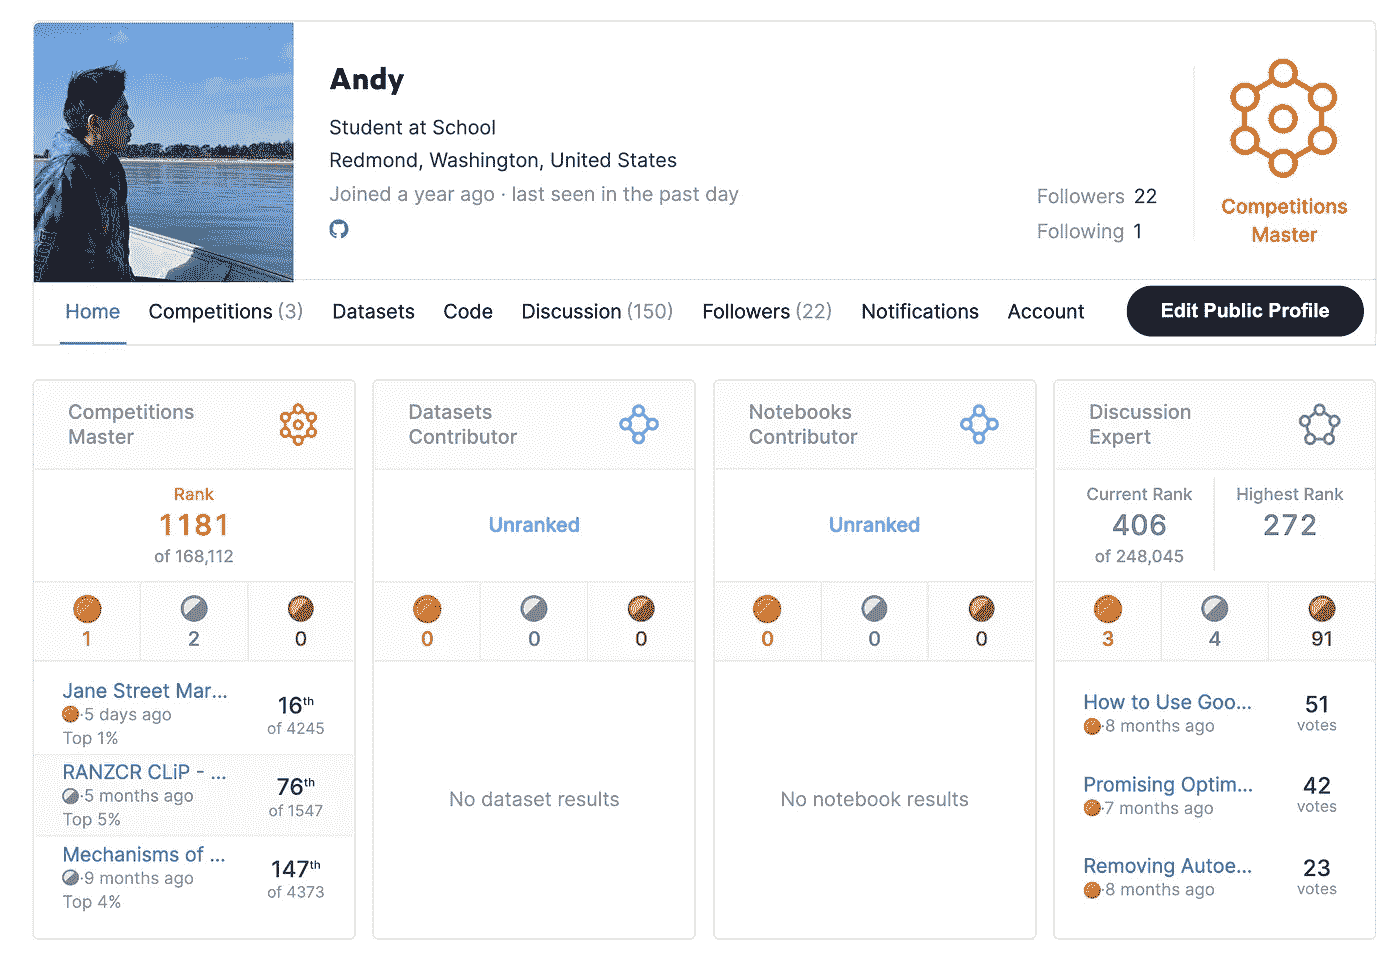 Andy
Student at School
Redmond, Washington, United States
Joined a year ago · last seen in the past day
Followers 22
Following 1
Competitions
Master
Home
Competitions (3)
Datasets
Code
Discussion (150)
Followers (22)
Notifications
Account
Edit Public Profile
Competitions
Master
Rank
1181
of 168,112
1
2
0
Jane Street Mar...
·5 days ago
Top 1%
16th
of 4245
RANZCR CLiP - ...
·5 months ago
Top 5%
76th
of 1547
Mechanisms of ...
·9 months ago
Top 4%
147th
of 4373
Datasets
Contributor
Unranked
0
0
0
No dataset results
Notebooks
Contributor
Unranked
0
0
0
No notebook results
Discussion
Expert
Current Rank
406
of 248,045
Highest Rank
272
3
4
91
How to Use Goo...
·8 months ago
51
votes
Promising Optim...
·7 months ago
42
votes
Removing Autoe...
·8 months ago
23
votes